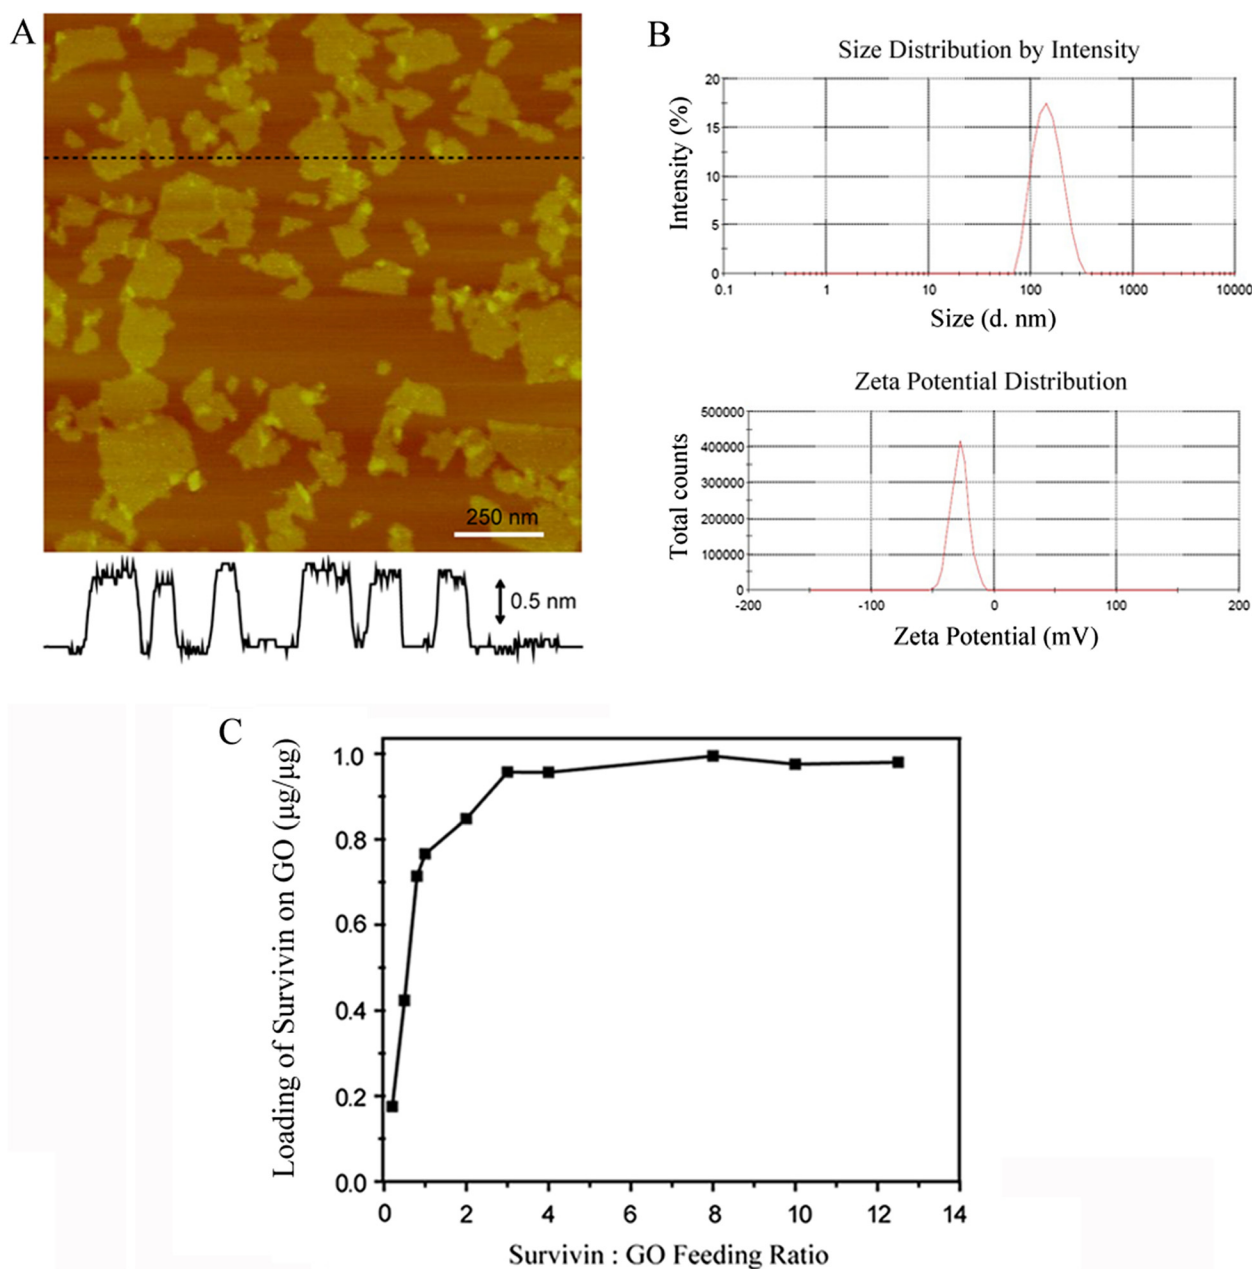 A
250 nm
0.5 nm
B
Size Distribution by Intensity
Intensity (%)
20
15
10
5
0
0.1 1 10 100 1000 10000
Size (d. nm)
Zeta Potential Distribution
Total counts
500000
400000
300000
200000
100000
0
-200 -100 0 100 200
Zeta Potential (mV)
C
Loading of Survivin on GO (μg/μg)
1.0
0.8
0.6
0.4
0.2
0.0
0 2 4 6 8 10 12 14
Survivin : GO Feeding Ratio